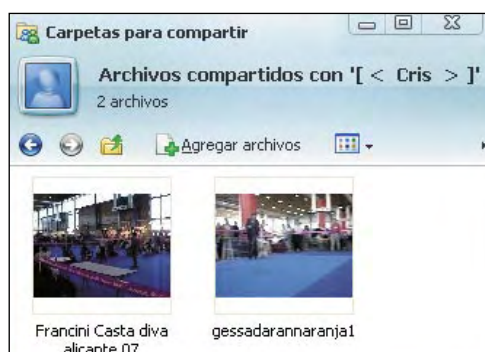 Carpetas para compartir
Archivos compartidos con '[ < Cris > ]'
2 archivos
Agregar archivos
Francini Casta diva
alicante 07
gessadarannaranja1